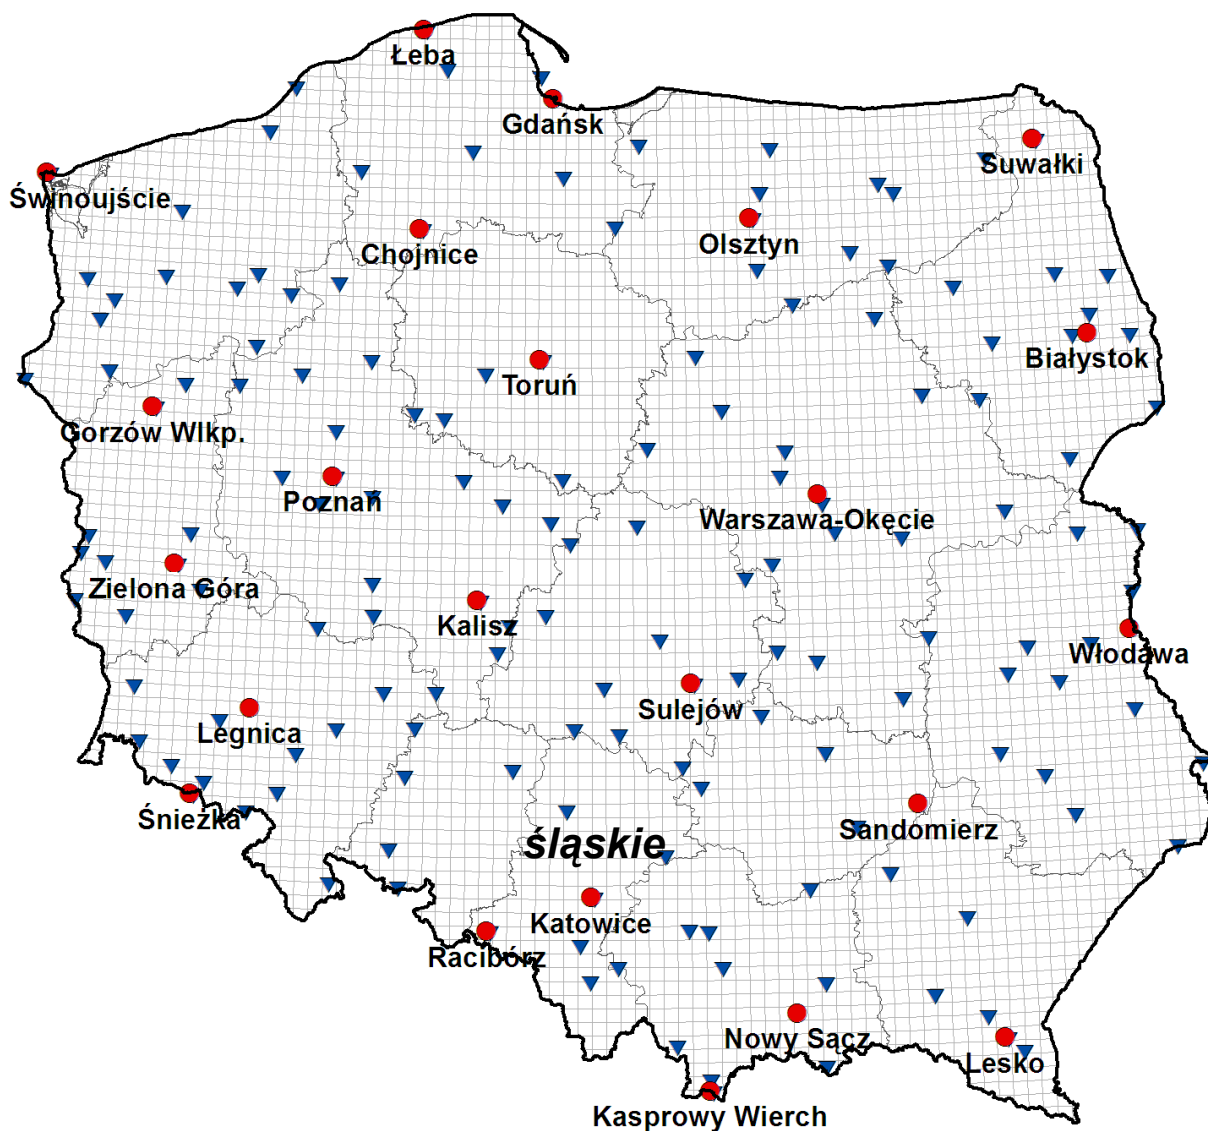 Łeba
Gdańsk
Suwałki
Świnoujście
Chojnice
Olsztyn
Białystok
Toruń
Gorzów Wlkp.
Poznań
Warszawa-Okęcie
Zielona Góra
Kalisz
Włodawa
Sulejów
Legnica
Śnieżka
Sandomierz
śląskie
Katowice
Racibórz
Nowy Sącz
Lesko
Kasprowy Wierch